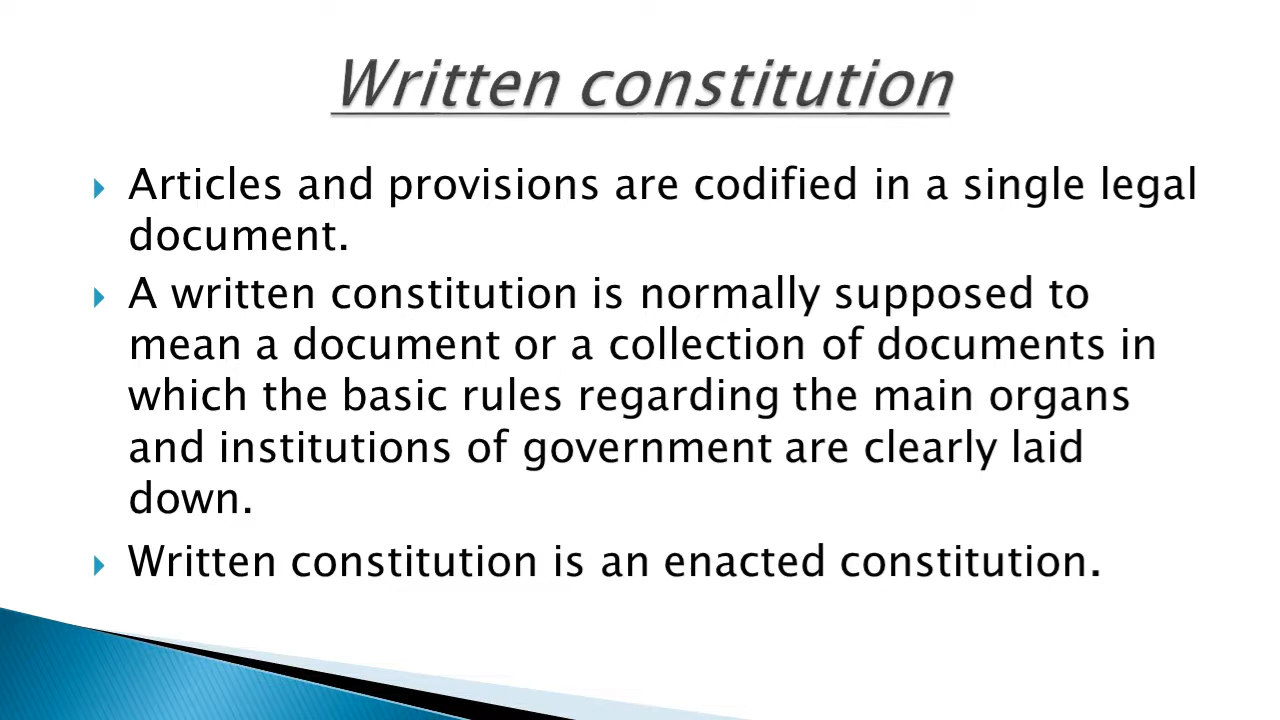 Written constitution
Articles and provisions are codified in a single legal
document.
A written constitution is normally supposed to
mean a document or a collection of documents in
which the basic rules regarding the main organs
and institutions of government are clearly laid
down.
Written constitution is an enacted constitution.